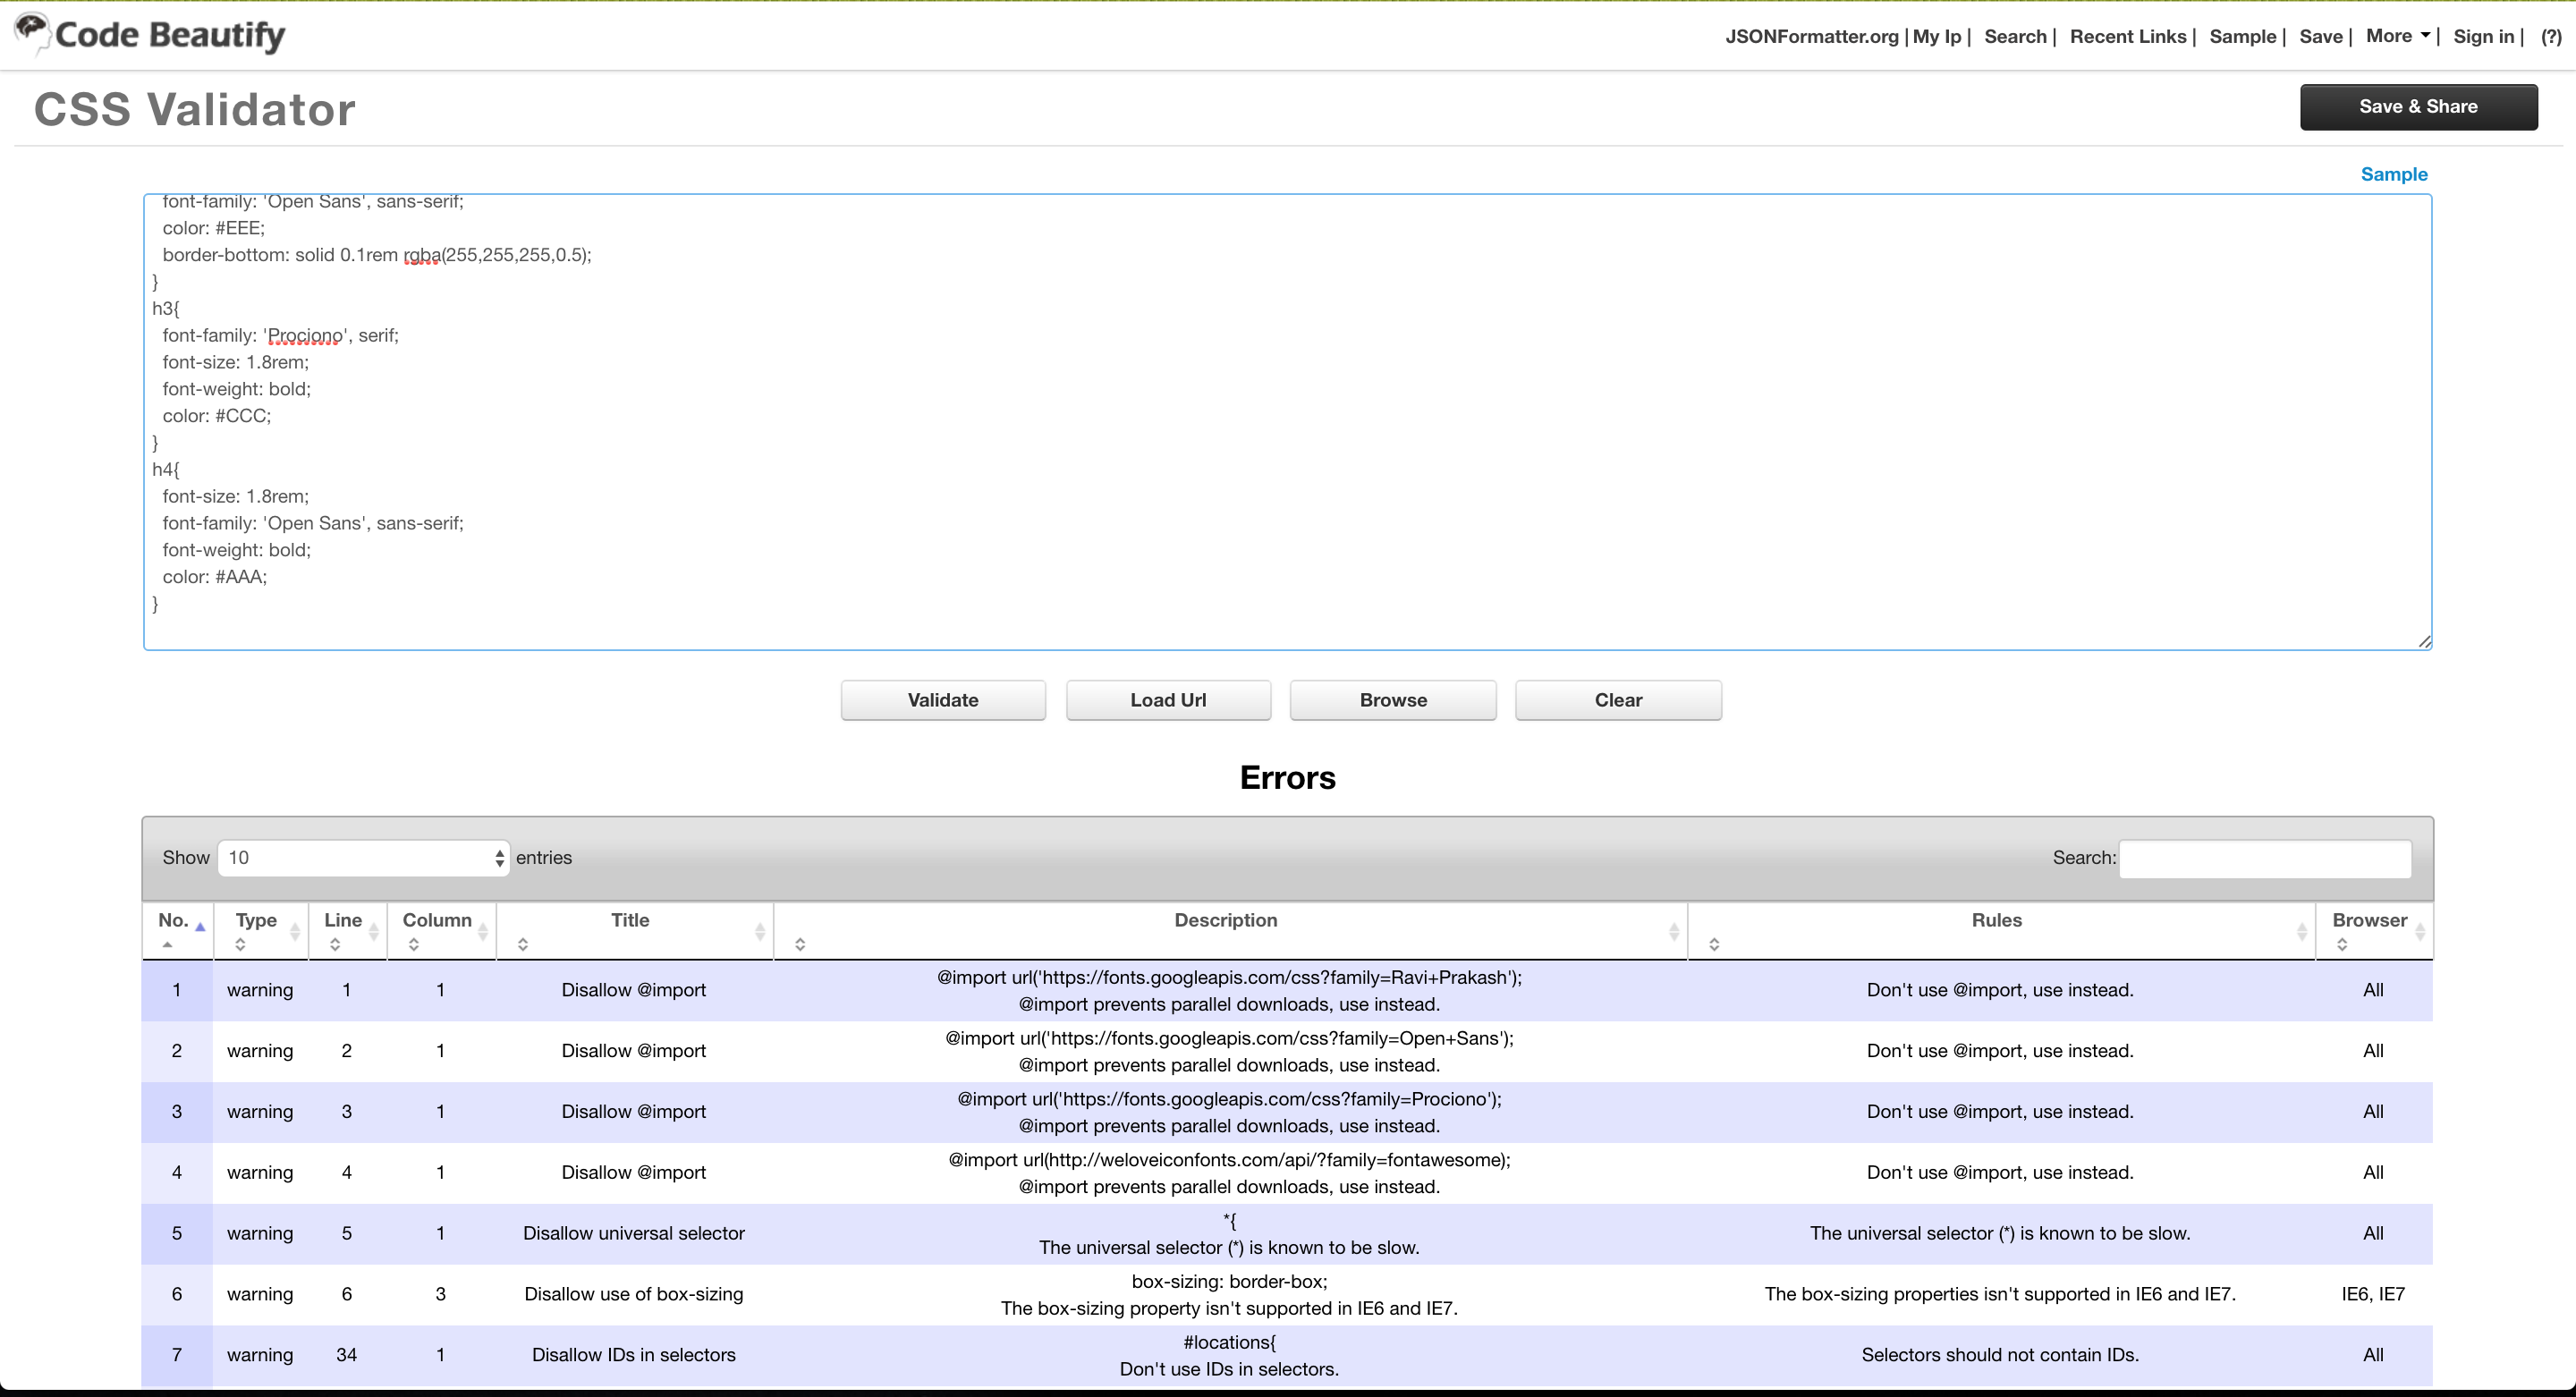 Code Beautify
JSONFormatter.org | My Ip | Search | Recent Links | Sample | Save | More | Sign in | (?)
CSS Validator
Save & Share
Sample
font-family: 'Open Sans', sans-serif;
color: #EEE;
border-bottom: solid 0.1rem rgba(255,255,255,0.5);
}
h3{
font-family: 'Prociono', serif;
font-size: 1.8rem;
font-weight: bold;
color: #CCC;
}
h4{
font-size: 1.8rem;
font-family: 'Open Sans', sans-serif;
font-weight: bold;
color: #AAA;
}
Validate Load Url Browse Clear
Errors
Show 10 entries Search:
No. Type Line Column Title Description Rules Browser
@import url('https://fonts.googleapis.com/css?family=Ravi+Prakash');
1 warning 1 1 Disallow @import @import prevents parallel downloads, use instead. Don't use @import, use instead. All
@import url('https://fonts.googleapis.com/css?family=Open+Sans');
2 warning 2 1 Disallow @import @import prevents parallel downloads, use instead. Don't use @import, use instead. All
@import url('https://fonts.googleapis.com/css?family=Prociono');
3 warning 3 1 Disallow @import @import prevents parallel downloads, use instead. Don't use @import, use instead. All
@import url(http://weloveiconfonts.com/api/?family=fontawesome);
4 warning 4 1 Disallow @import @import prevents parallel downloads, use instead. Don't use @import, use instead. All
*{
5 warning 5 1 Disallow universal selector The universal selector (*) is known to be slow. The universal selector (*) is known to be slow. All
box-sizing: border-box;
6 warning 6 3 Disallow use of box-sizing The box-sizing property isn't supported in IE6 and IE7. The box-sizing properties isn't supported in IE6 and IE7. IE6, IE7
#locations{
7 warning 34 1 Disallow IDs in selectors Don't use IDs in selectors. Selectors should not contain IDs. All